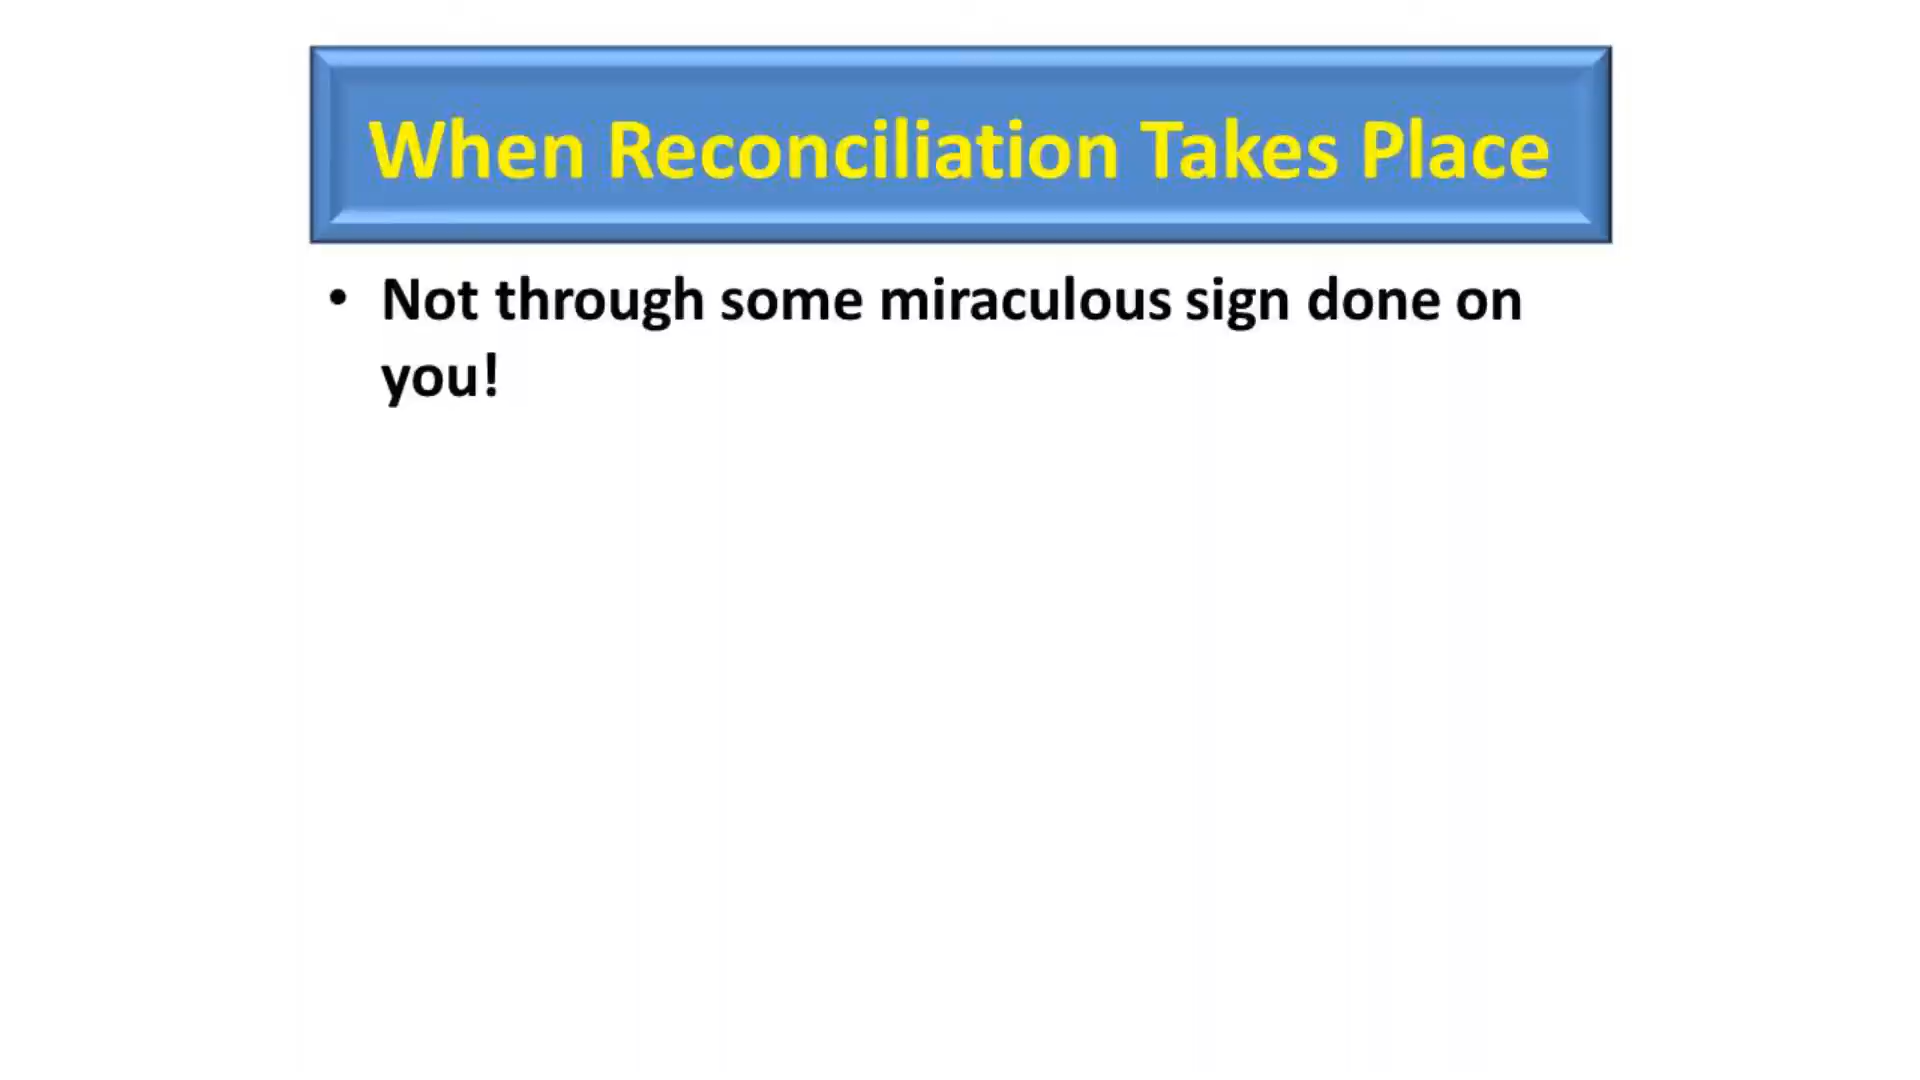 When Reconciliation Takes Place
• Not through some miraculous sign done on
you!